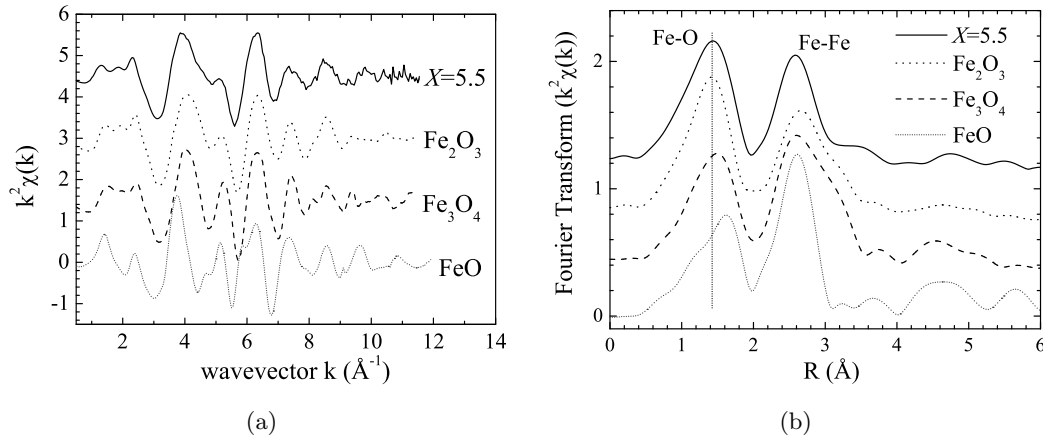 6
5
4
3
2
1
0
-1
k²χ(k)
X=5.5
Fe₂O₃
Fe₃O₄
FeO
2 4 6 8 10 12 14
wavevector k (Å⁻¹)
(a)
2
1
0
Fourier Transform (k²χ(k))
Fe-O
Fe-Fe
X=5.5
Fe₂O₃
Fe₃O₄
FeO
0 1 2 3 4 5 6
R (Å)
(b)